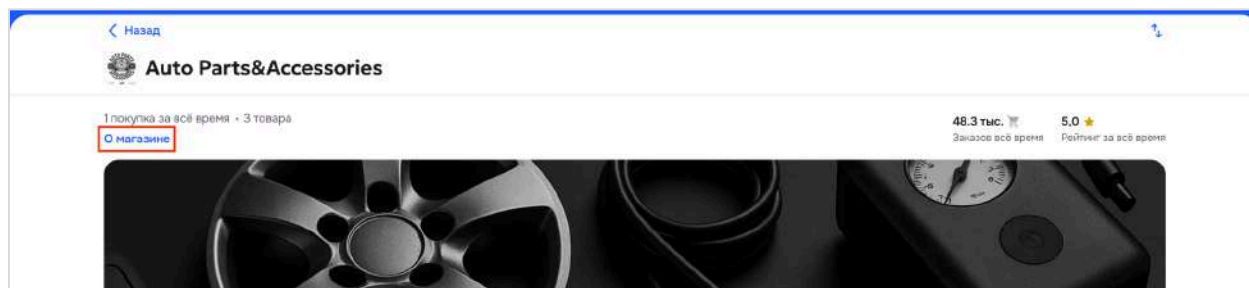 Назад
Auto Parts&Accessories
1 покупка за всё время • 3 товара
О магазине
48.3 тыс.
Заказов всё время
5,0
Рейтинг за всё время